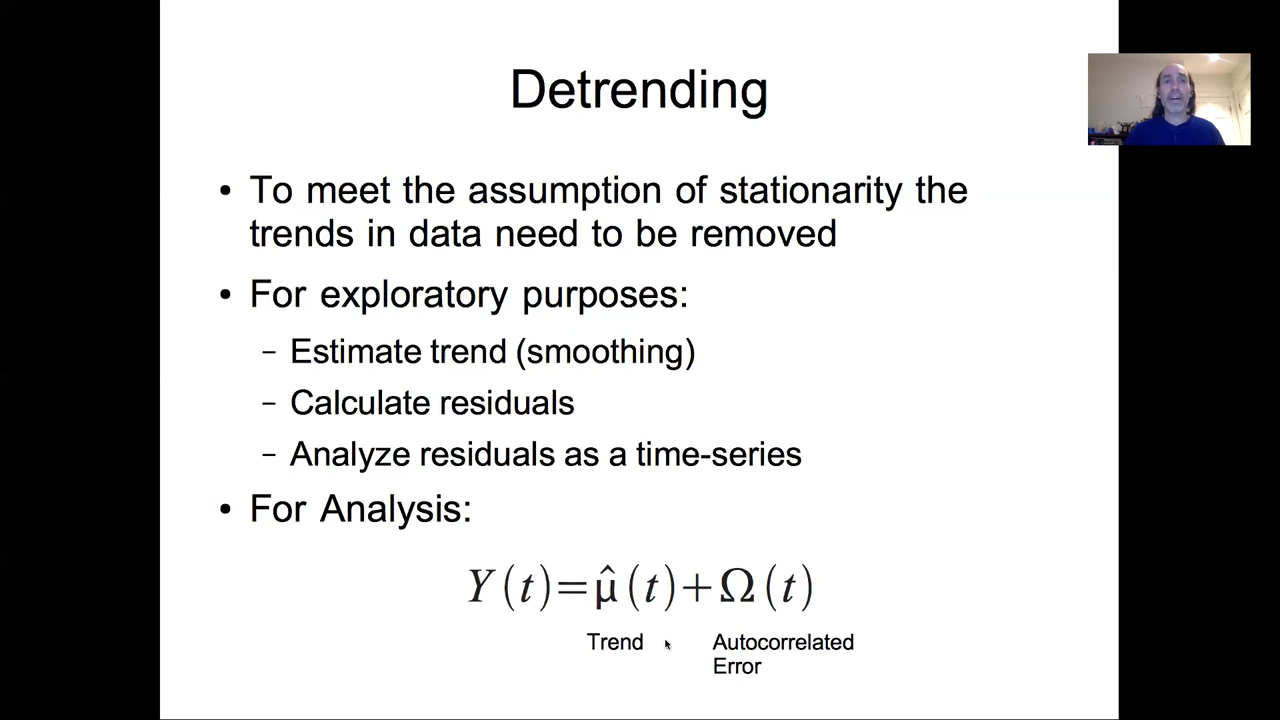 Detrending
• To meet the assumption of stationarity the
trends in data need to be removed
• For exploratory purposes:
– Estimate trend (smoothing)
– Calculate residuals
– Analyze residuals as a time-series
• For Analysis:
Y(t)=μ̂(t)+Ω(t)
Trend Autocorrelated
Error